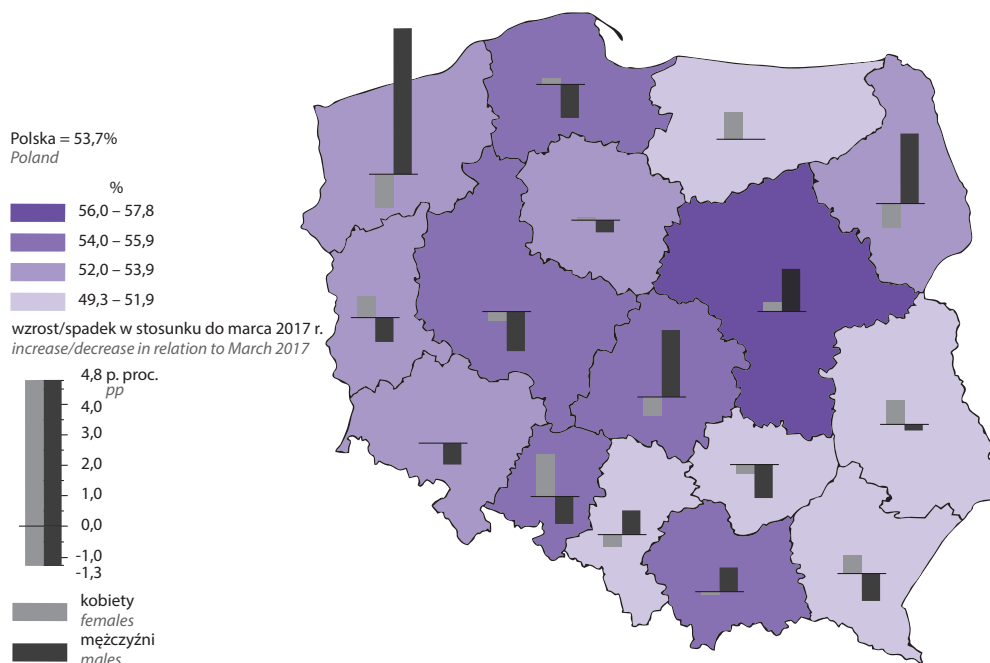 Polska = 53,7%
Poland
%
56,0 – 57,8
54,0 – 55,9
52,0 – 53,9
49,3 – 51,9
wzrost/spadek w stosunku do marca 2017 r.
increase/decrease in relation to March 2017
4,8 p. proc.
pp
4,0
3,0
2,0
1,0
0,0
-1,0
-1,3
kobiety
females
mężczyźni
males